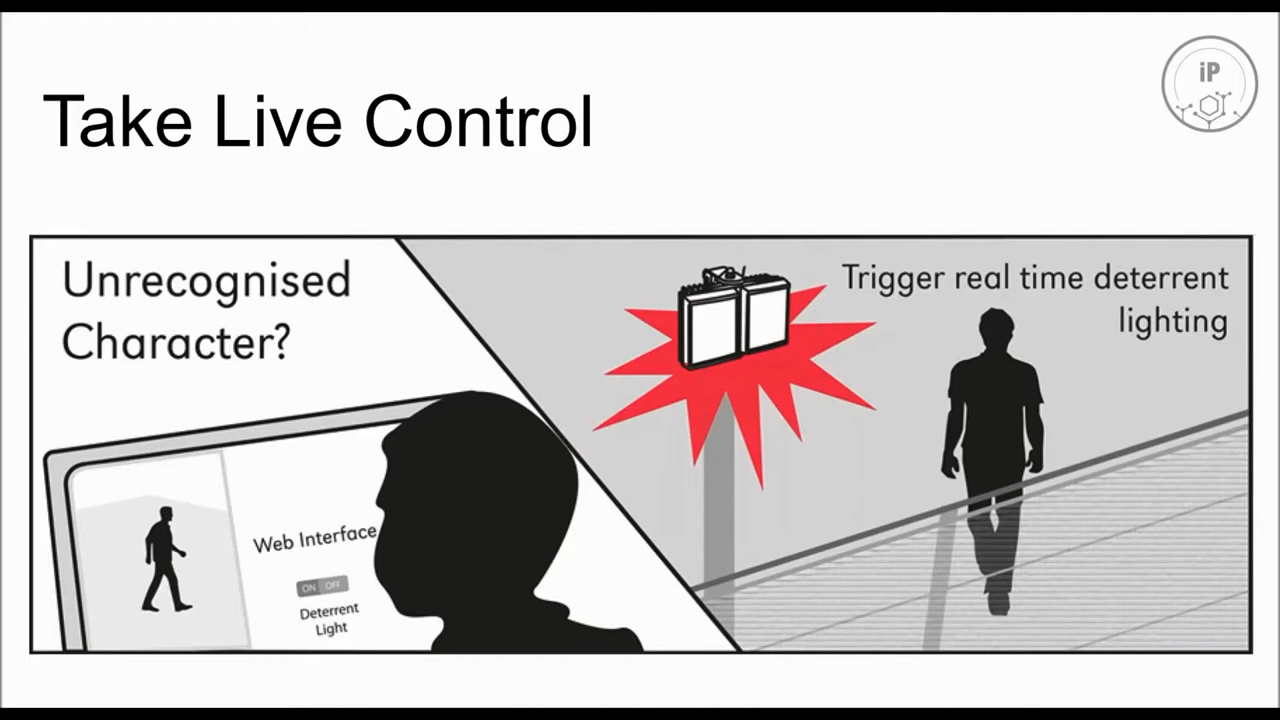 Take Live Control
iP
Unrecognised
Character?
Web Interface
ON OFF
Deterrent
Light
Trigger real time deterrent
lighting